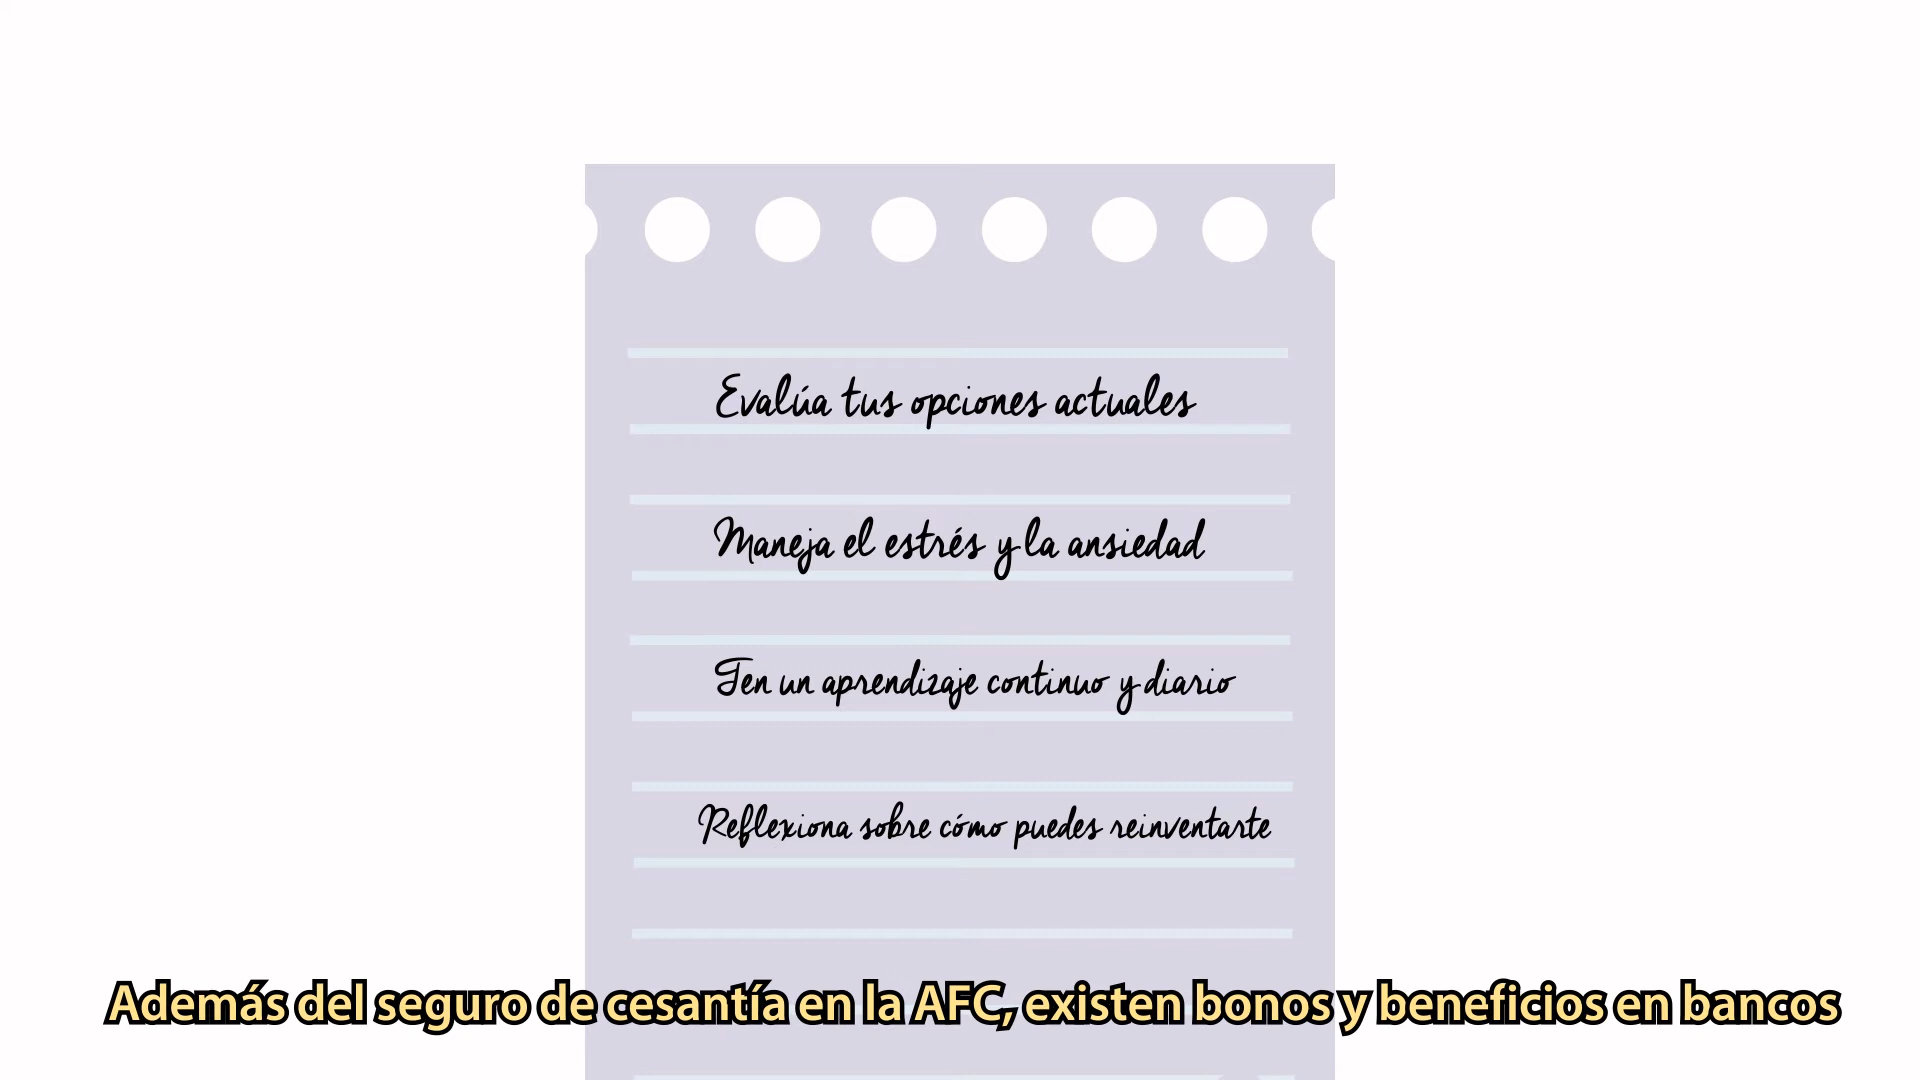 Evalúa tus opciones actuales
Maneja el estrés y la ansiedad
Ten un aprendizaje continuo y diario
Reflexiona sobre cómo puedes reinventarte
Además del seguro de cesantía en la AFC, existen bonos y beneficios en bancos